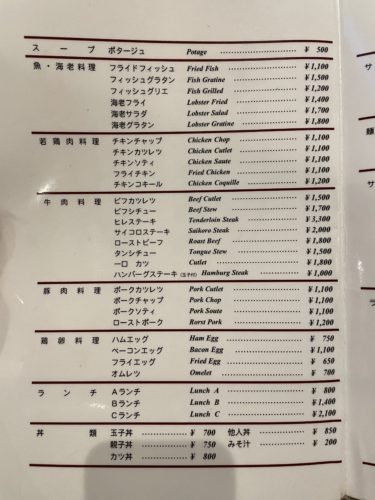 スープ ポタージュ Potage ¥ 500
魚・海老料理 フライドフィッシュ Fried Fish ¥1,100
フィッシュグラタン Fish Gratine ¥1,500
フィッシュグリエ Fish Grilled ¥1,200
海老フライ Lobster Fried ¥1,400
海老サラダ Lobster Salad ¥1,700
海老グラタン Lobster Gratine ¥1,800
若鶏肉料理 チキンチャップ Chicken Chop ¥1,100
チキンカツレツ Chicken Cutlet ¥1,100
チキンソティ Chicken Saute ¥1,100
フライチキン Fried Chicken ¥1,100
チキンコキール Chicken Coquille ¥1,200
牛肉料理 ビフカツレツ Beef Cutlet ¥1,500
ビフシチュー Beef Stew ¥1,700
ヒレステーキ Tenderloin Steak ¥3,300
サイコロステーキ Saikoro Steak ¥2,000
ローストビーフ Roast Beef ¥1,800
タンシチュー Tongue Stew ¥1,500
一口カツ Cutlet ¥1,800
ハンバーグステーキ(玉子付) Hamburg Steak ¥1,000
豚肉料理 ポークカツレツ Pork Cutlet ¥1,100
ポークチャップ Pork Chop ¥1,100
ポークソティ Pork Soute ¥1,100
ローストポーク Rorst Pork ¥1,200
鶏卵料理 ハムエッグ Ham Egg ¥ 750
ベーコンエッグ Bacon Egg ¥1,100
フライエッグ Fried Egg ¥ 650
オムレツ Omelet ¥ 700
ランチ Aランチ Lunch A ¥ 800
Bランチ Lunch B ¥1,400
Cランチ Lunch C ¥2,100
丼類 玉子丼 ¥ 700 他人丼 ¥ 850
親子丼 ¥ 750 みそ汁 ¥ 200
カツ丼 ¥ 800
サ
サ